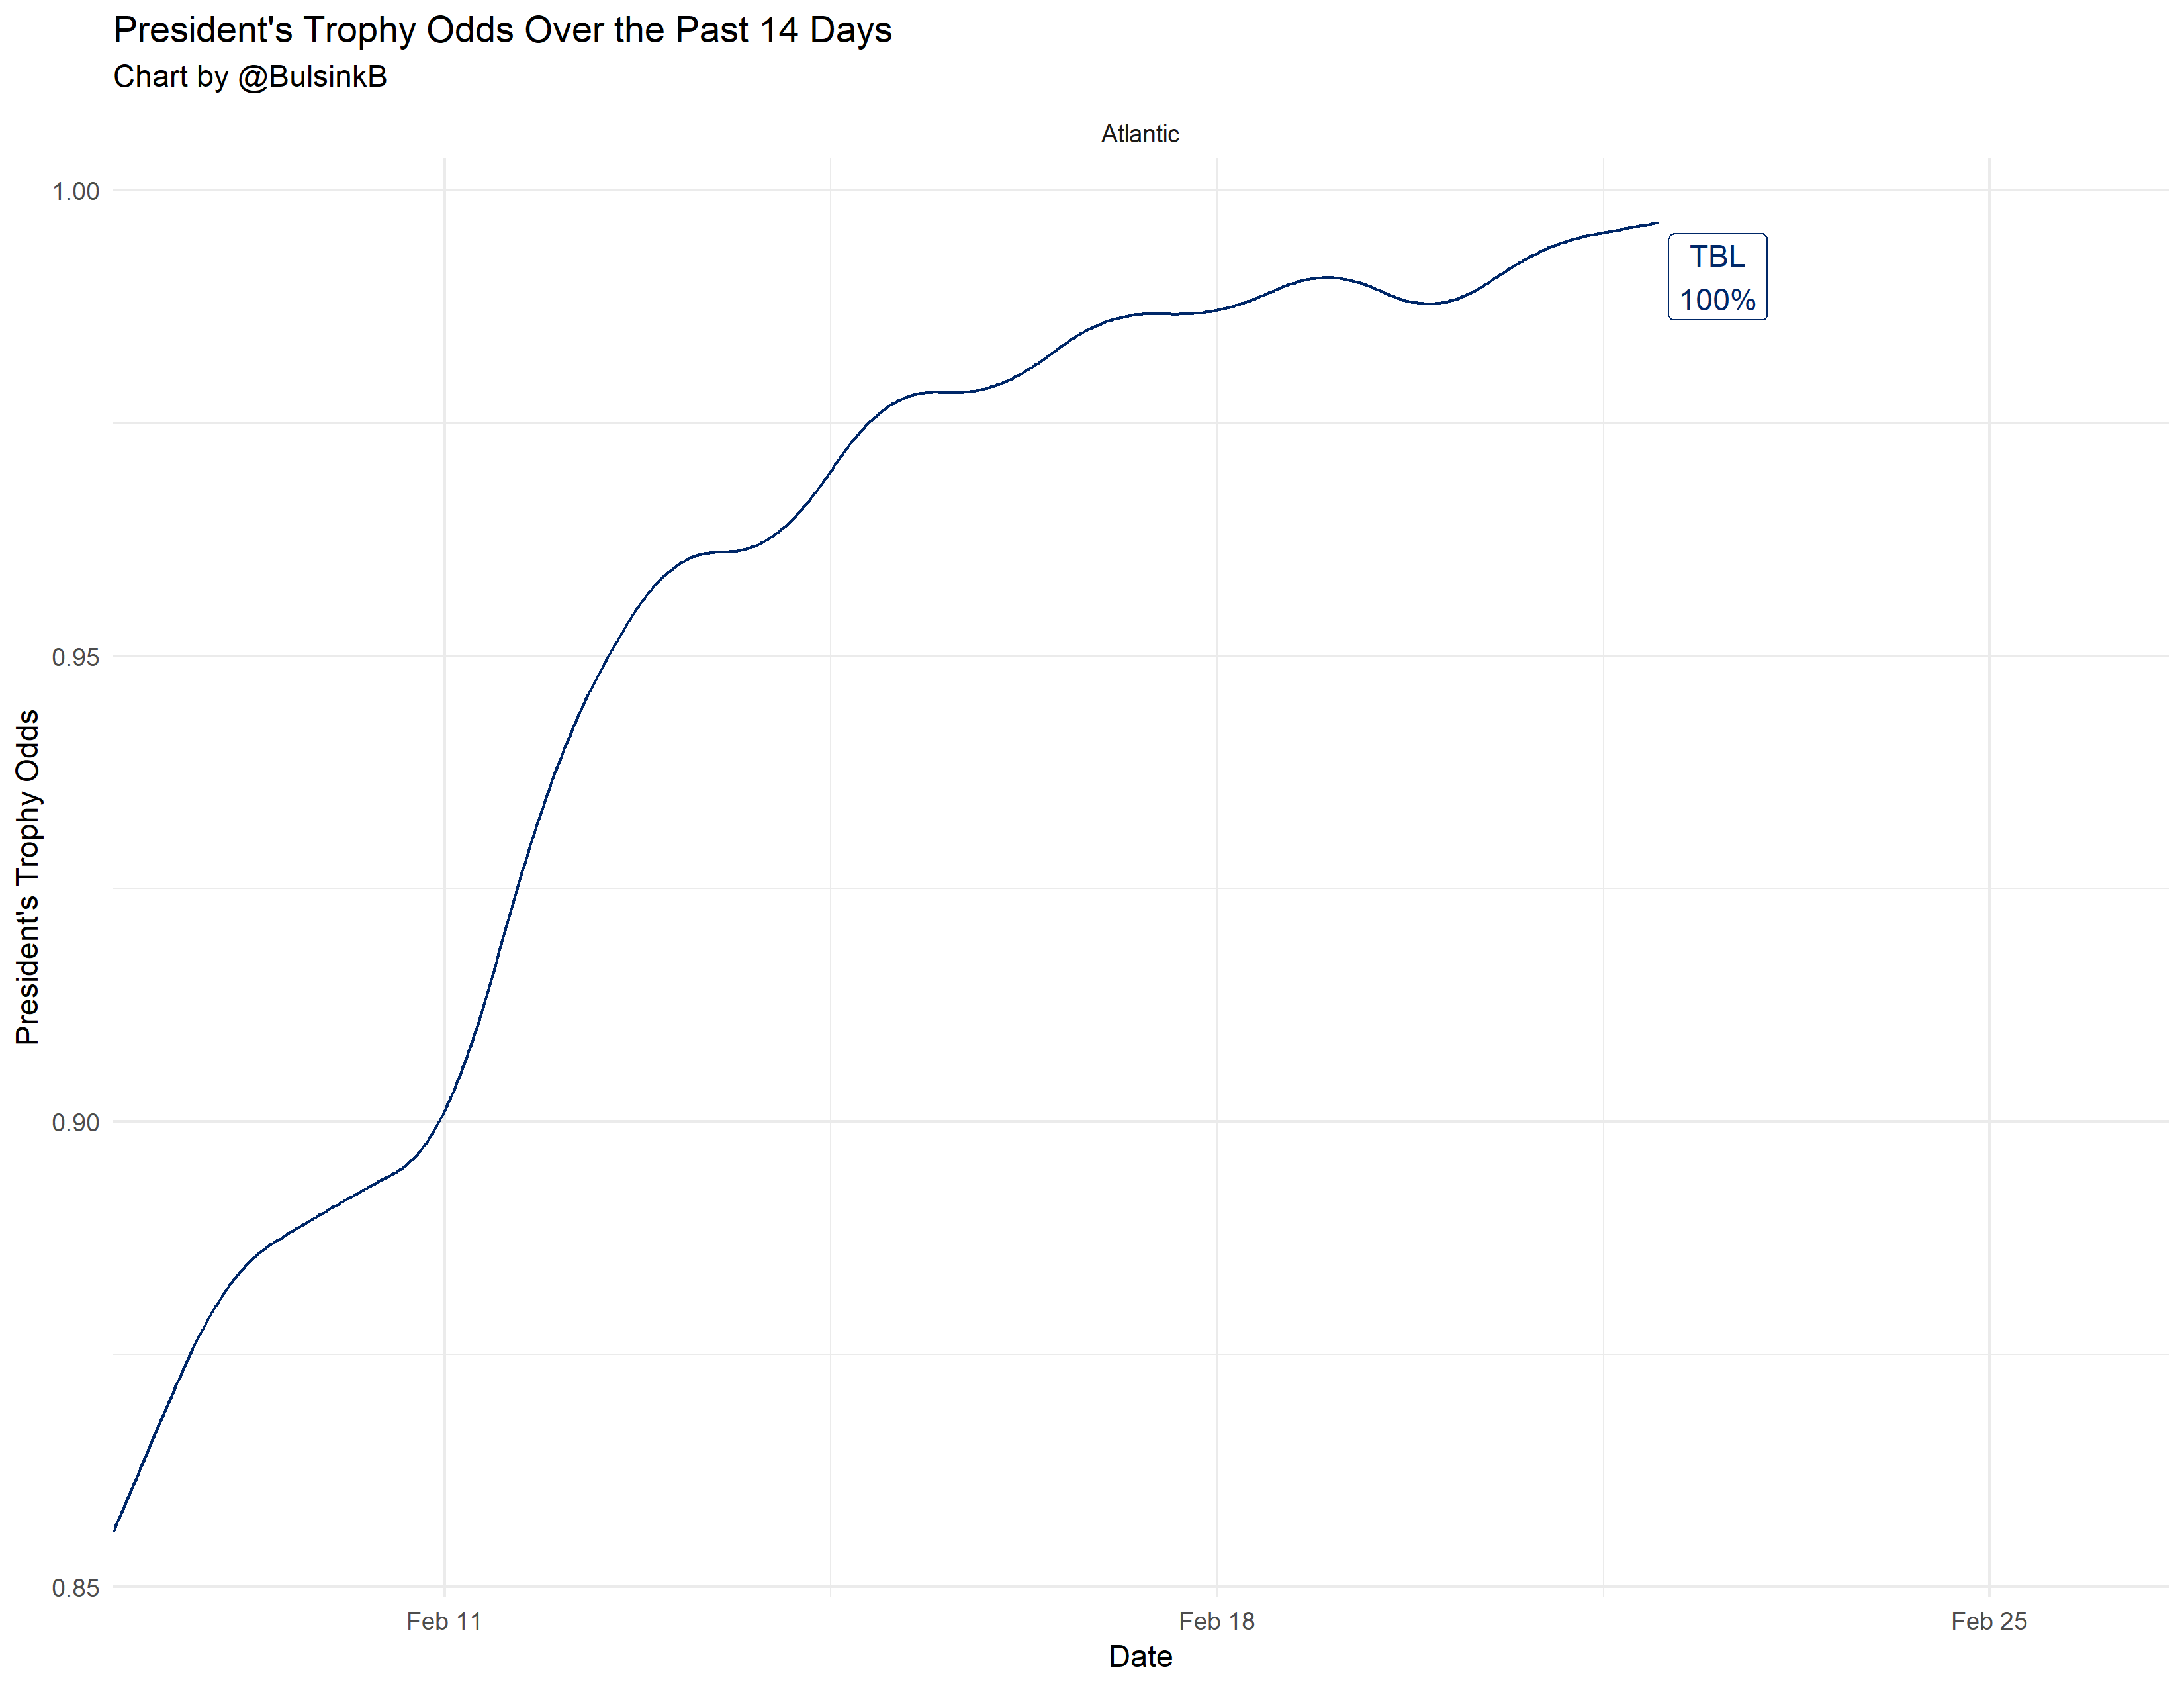 President's Trophy Odds Over the Past 14 Days
Chart by @BulsinkB
Atlantic
1.00
0.95
0.90
0.85
President's Trophy Odds
TBL
100%
Feb 11
Feb 18
Feb 25
Date